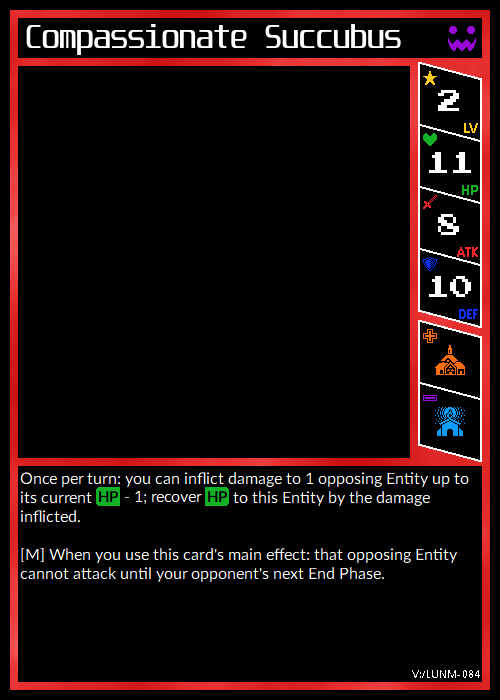 Compassionate Succubus
2
LV
11
HP
8
ATK
10
DEF
Once per turn: you can inflict damage to 1 opposing Entity up to
its current HP - 1; recover HP to this Entity by the damage
inflicted.
[M] When you use this card's main effect: that opposing Entity
cannot attack until your opponent's next End Phase.
V:/LUNM-084